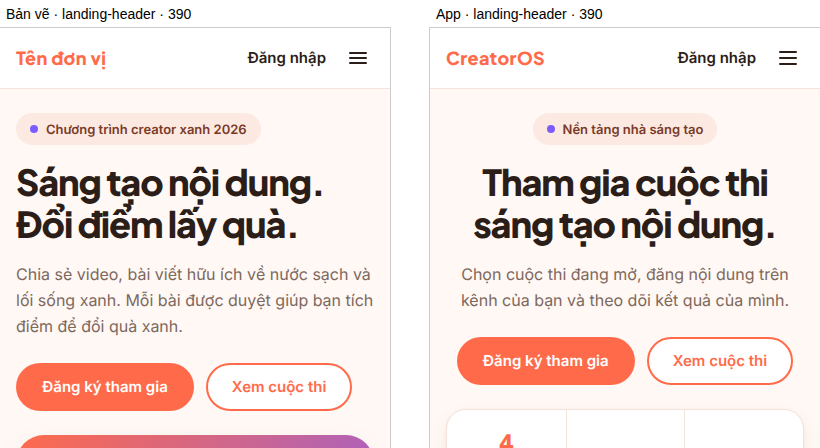 Bản vẽ · landing-header · 390
Tên đơn vị
Đăng nhập
Chương trình creator xanh 2026
Sáng tạo nội dung.
Đổi điểm lấy quà.
Chia sẻ video, bài viết hữu ích về nước sạch và
lối sống xanh. Mỗi bài được duyệt giúp bạn tích
điểm để đổi quà xanh.
Đăng ký tham gia
Xem cuộc thi
App · landing-header · 390
CreatorOS
Đăng nhập
Nền tảng nhà sáng tạo
Tham gia cuộc thi
sáng tạo nội dung.
Chọn cuộc thi đang mở, đăng nội dung trên
kênh của bạn và theo dõi kết quả của mình.
Đăng ký tham gia
Xem cuộc thi
4